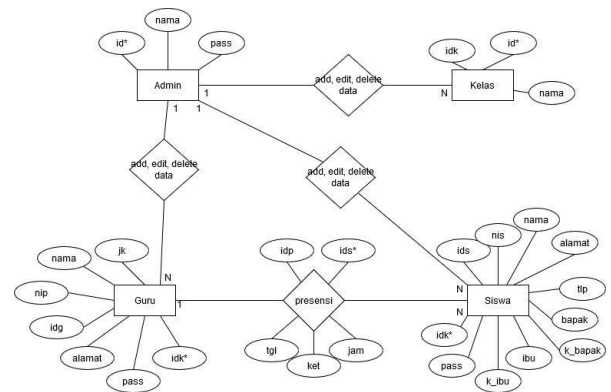 nama
id*
pass
Admin
1
1
1
add, edit, delete
data
N
idk
id*
Kelas
nama
add, edit, delete
data
add, edit, delete
data
nama
jk
nip
idg
alamat
pass
idk*
Guru
N
1
idp
ids*
presensi
tgl
ket
jam
N
N
Siswa
ids
nis
nama
alamat
tlp
bapak
k_bapak
ibu
k_ibu
pass
idk*